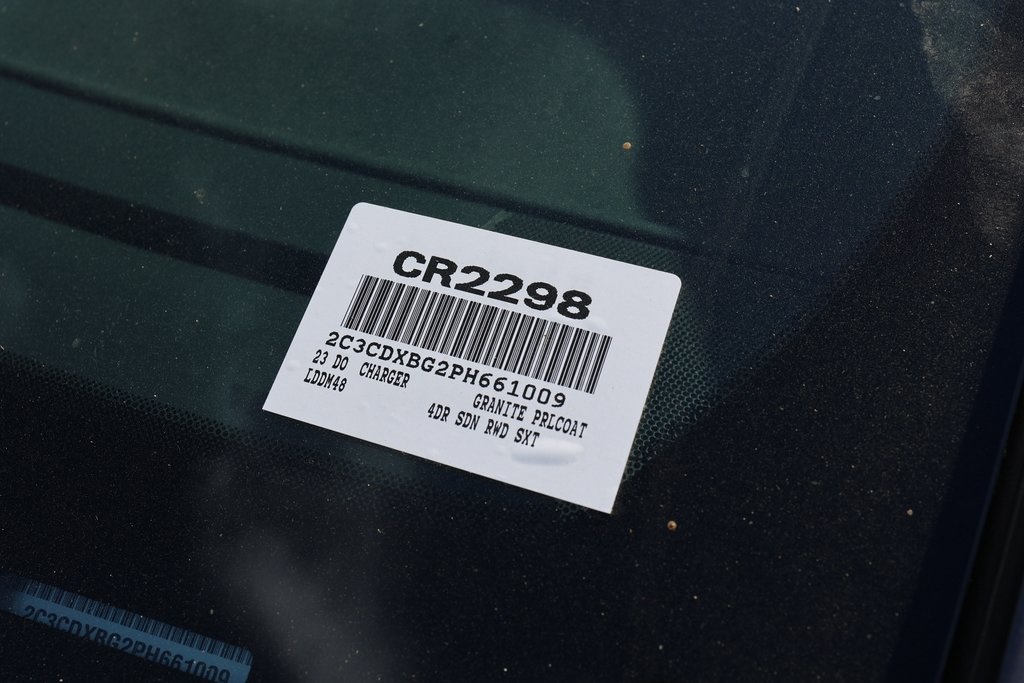 CR2298
2C3CDXBG2PH661009
23 DO CHARGER
LDDM48
GRANITE PRLCOAT
4DR SDN RWD SXT
2C3CDXBG2PH661009